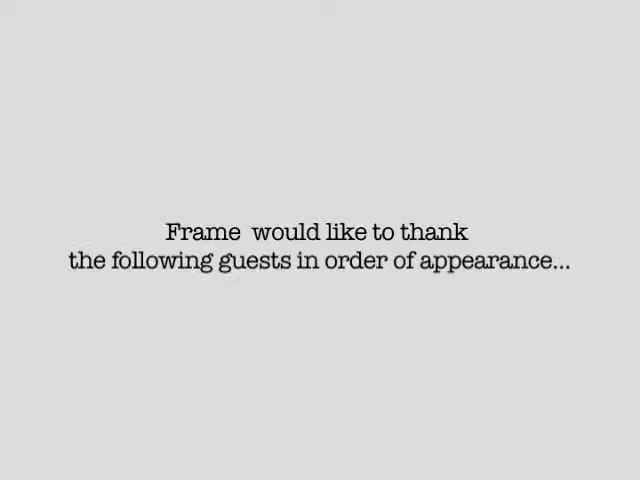 Frame  would like to thank
the following guests in order of appearance...